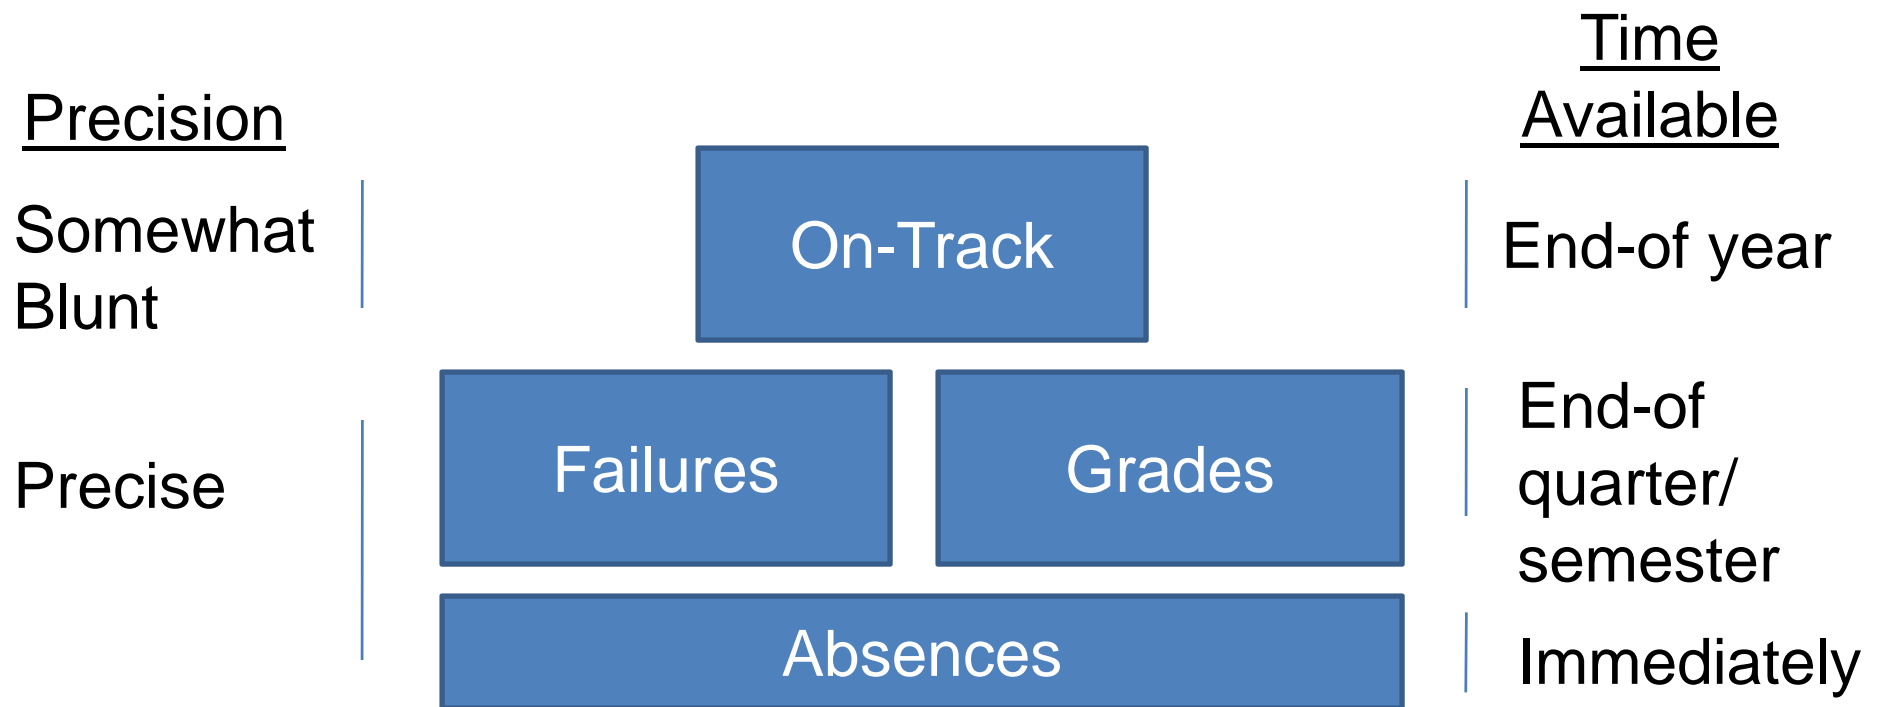 Time
Available
Precision
Somewhat
Blunt
On-Track
End-of year
Precise
Failures
Grades
End-of
quarter/
semester
Absences
Immediately